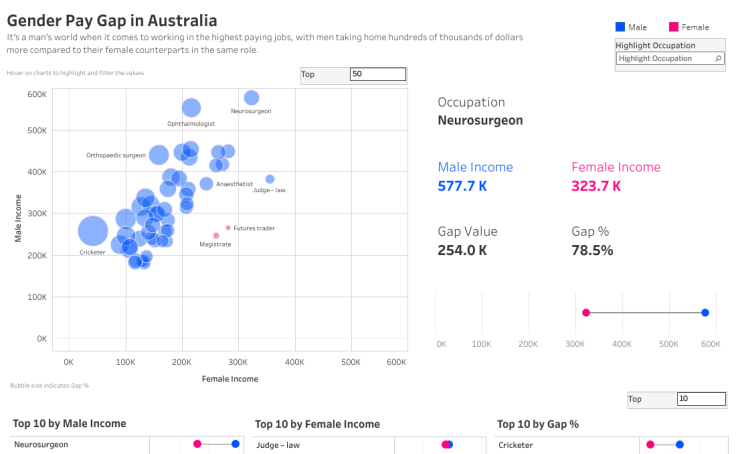 Gender Pay Gap in Australia
It's a man's world when it comes to working in the highest paying jobs, with men taking home hundreds of thousands of dollars
more compared to their female counterparts in the same role.
Male Female
Highlight Occupation
Highlight Occupation
Hover on charts to highlight and filter the values
Top 50
600K
500K
400K
300K
200K
100K
0K
Male Income
Neurosurgeon
Ophthalmologist
Orthopaedic surgeon
Anaesthetist
Judge – law
Futures trader
Magistrate
Cricketer
0K 100K 200K 300K 400K 500K 600K
Female Income
Bubble size indicates Gap %
Occupation
Neurosurgeon
Male Income Female Income
577.7 K 323.7 K
Gap Value Gap %
254.0 K 78.5%
0K 100K 200K 300K 400K 500K 600K
Top 10
Top 10 by Male Income
Neurosurgeon
Top 10 by Female Income
Judge – law
Top 10 by Gap %
Cricketer